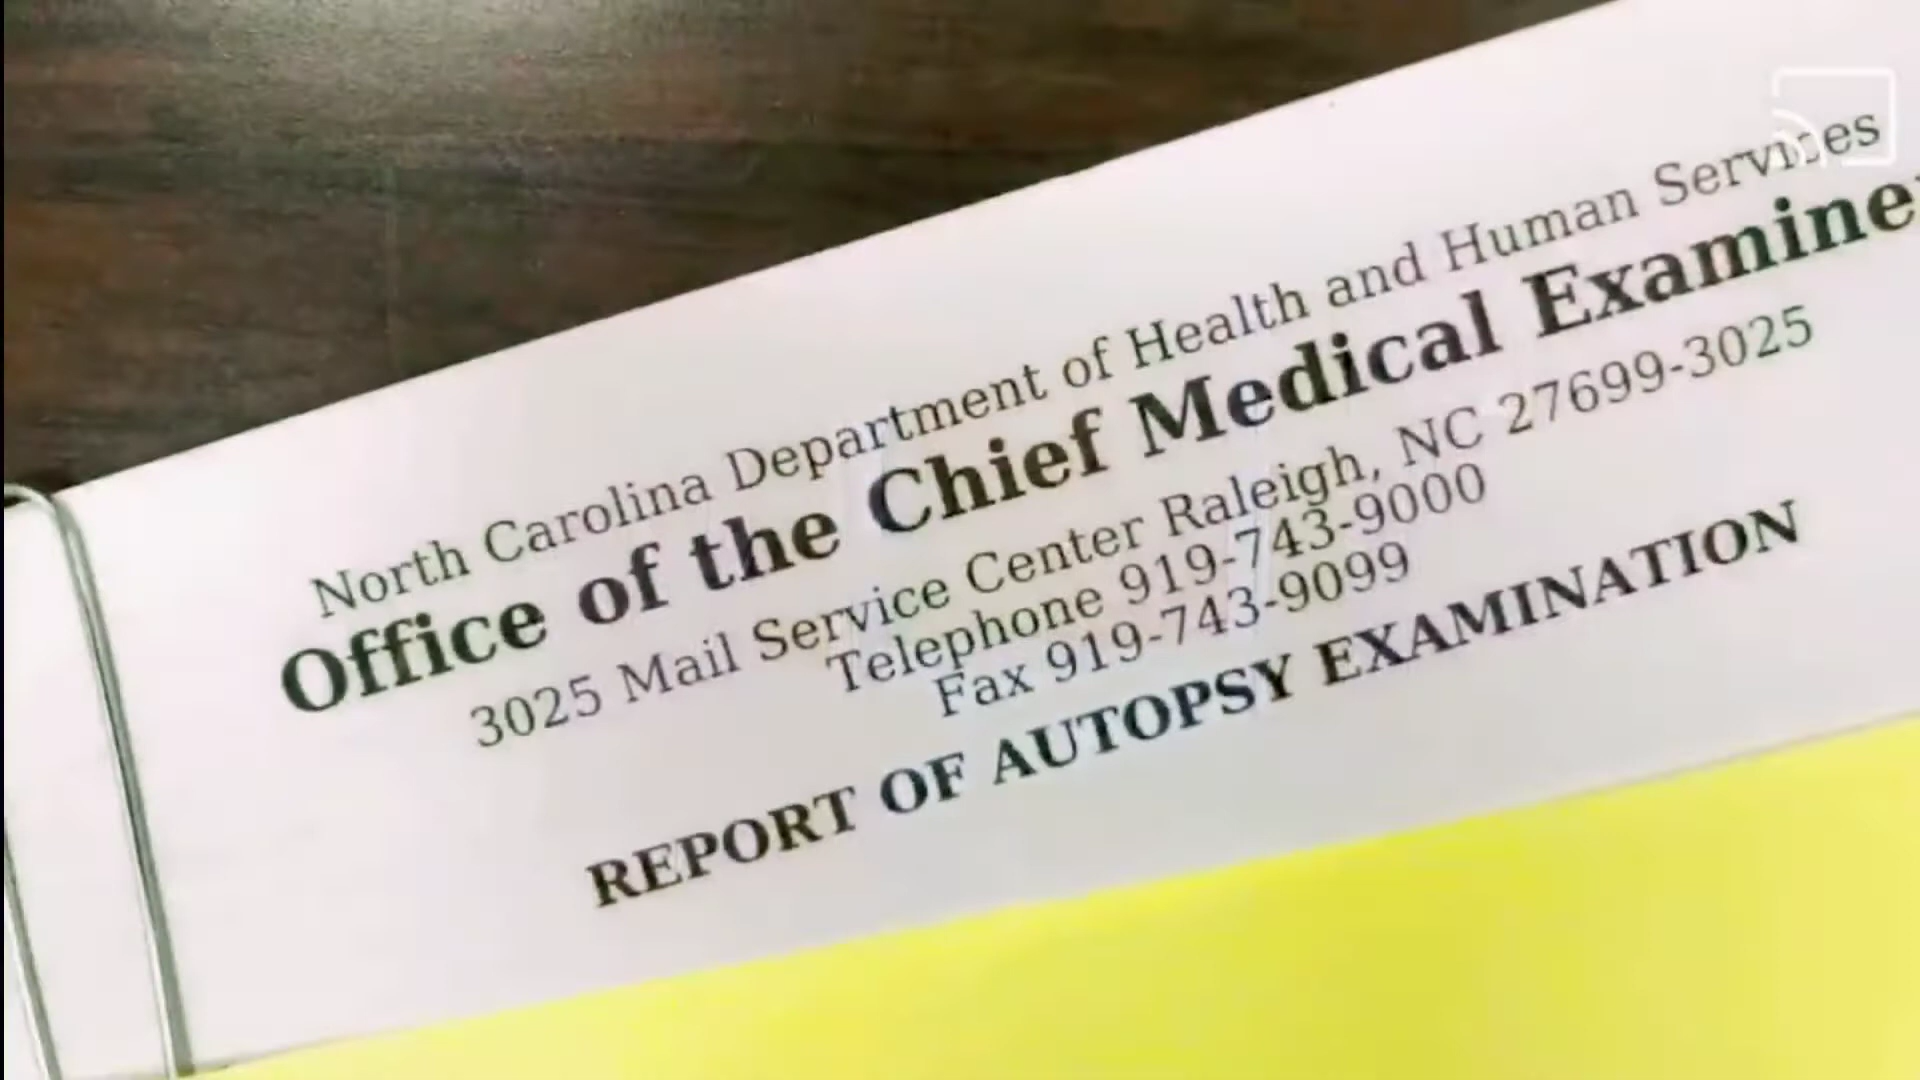 North Carolina Department of Health and Human Services
Office of the Chief Medical Examiner
3025 Mail Service Center Raleigh, NC 27699-3025
Telephone 919-743-9000
Fax 919-743-9099
REPORT OF AUTOPSY EXAMINATION